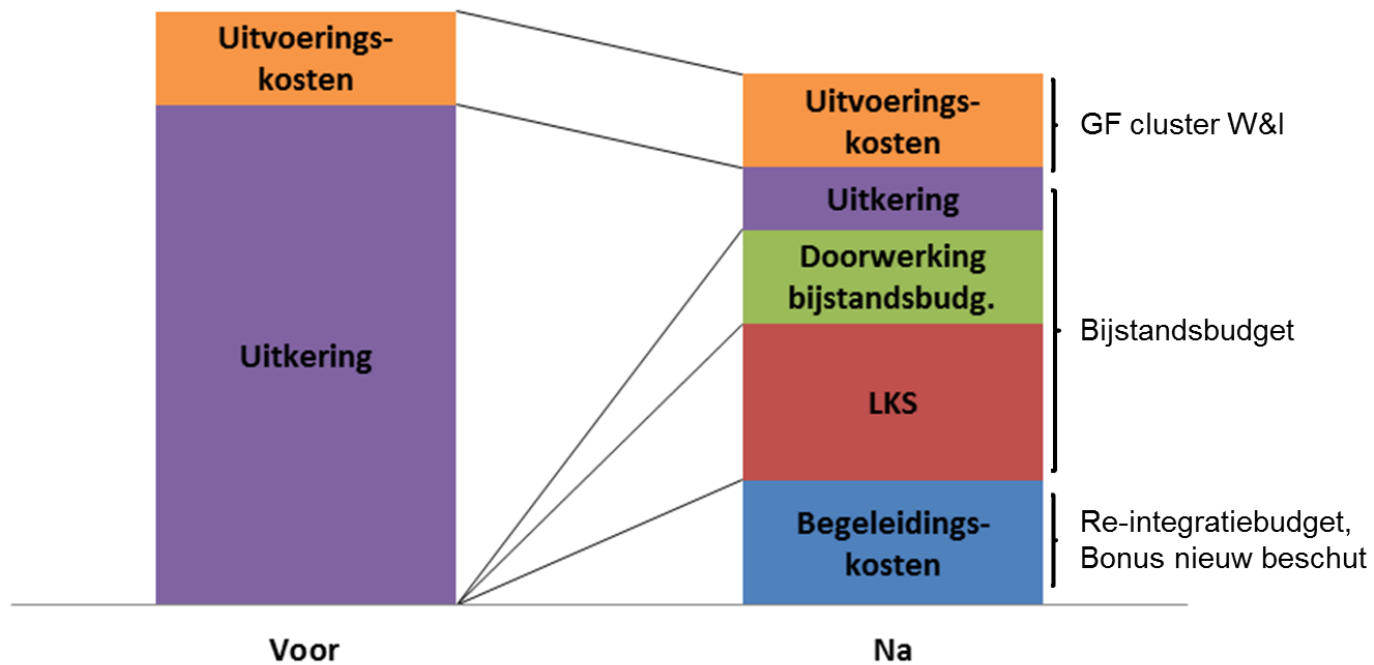 Uitvoerings-
kosten
Uitkering
Voor
Uitvoerings-
kosten
Uitkering
Doorwerking
bijstandsbudg.
LKS
Begeleidings-
kosten
Na
GF cluster W&I
Bijstandsbudget
Re-integratiebudget,
Bonus nieuw beschut